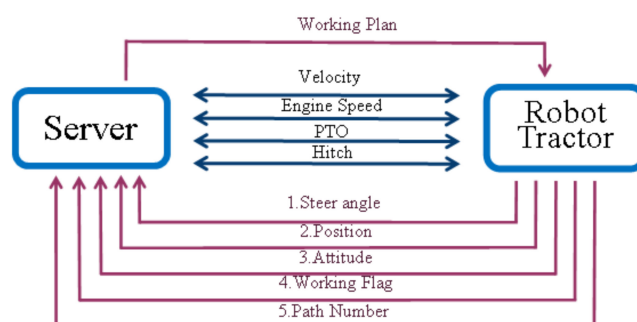 Working Plan
Velocity
Engine Speed
PTO
Hitch
Server
Robot
Tractor
1.Steer angle
2.Position
3.Attitude
4.Working Flag
5.Path Number